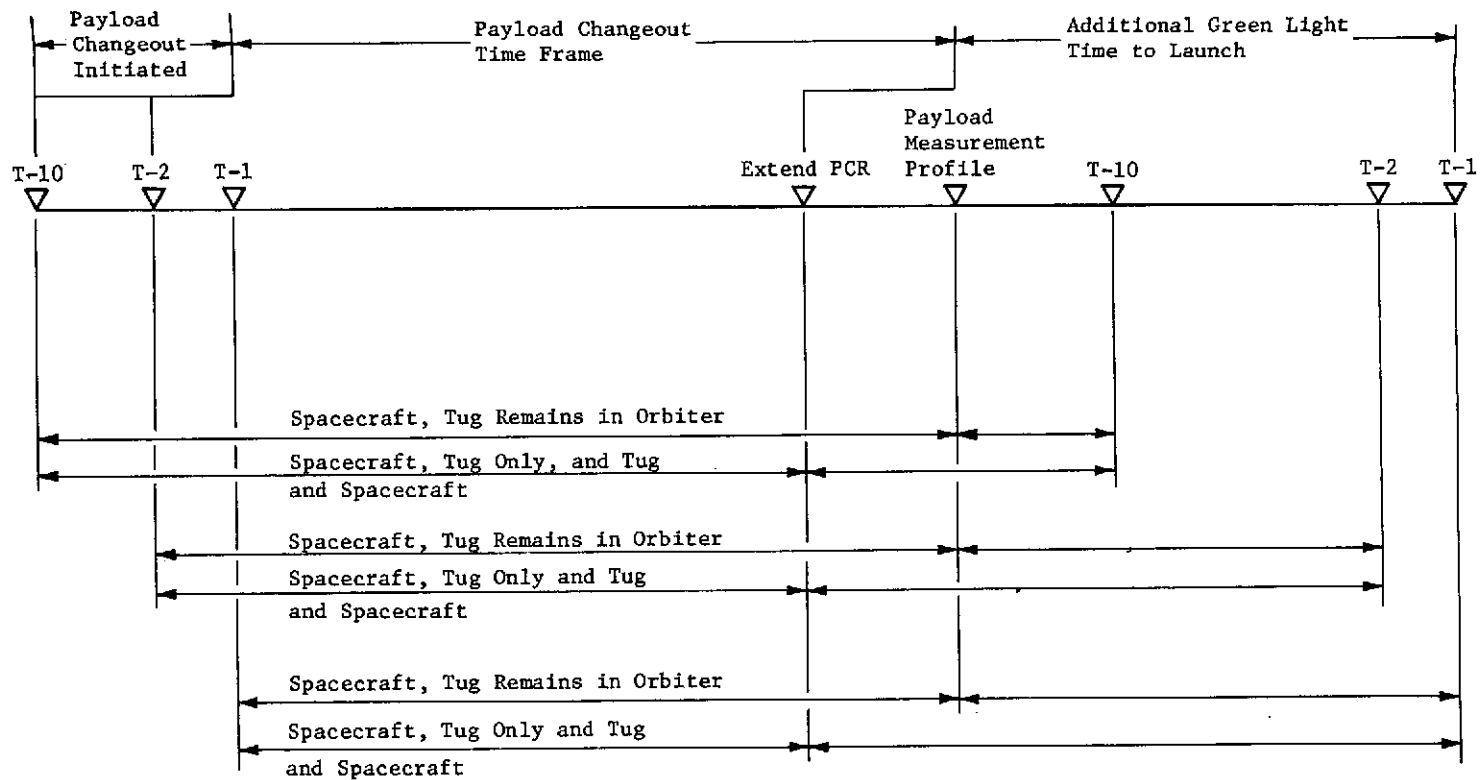 Payload
Changeout
Initiated
Payload Changeout
Time Frame
Additional Green Light
Time to Launch
T-10
T-2
T-1
Extend PCR
Payload
Measurement
Profile
T-10
T-2
T-1
Spacecraft, Tug Remains in Orbiter
Spacecraft, Tug Only, and Tug
and Spacecraft
Spacecraft, Tug Remains in Orbiter
Spacecraft, Tug Only and Tug
and Spacecraft
Spacecraft, Tug Remains in Orbiter
Spacecraft, Tug Only and Tug
and Spacecraft